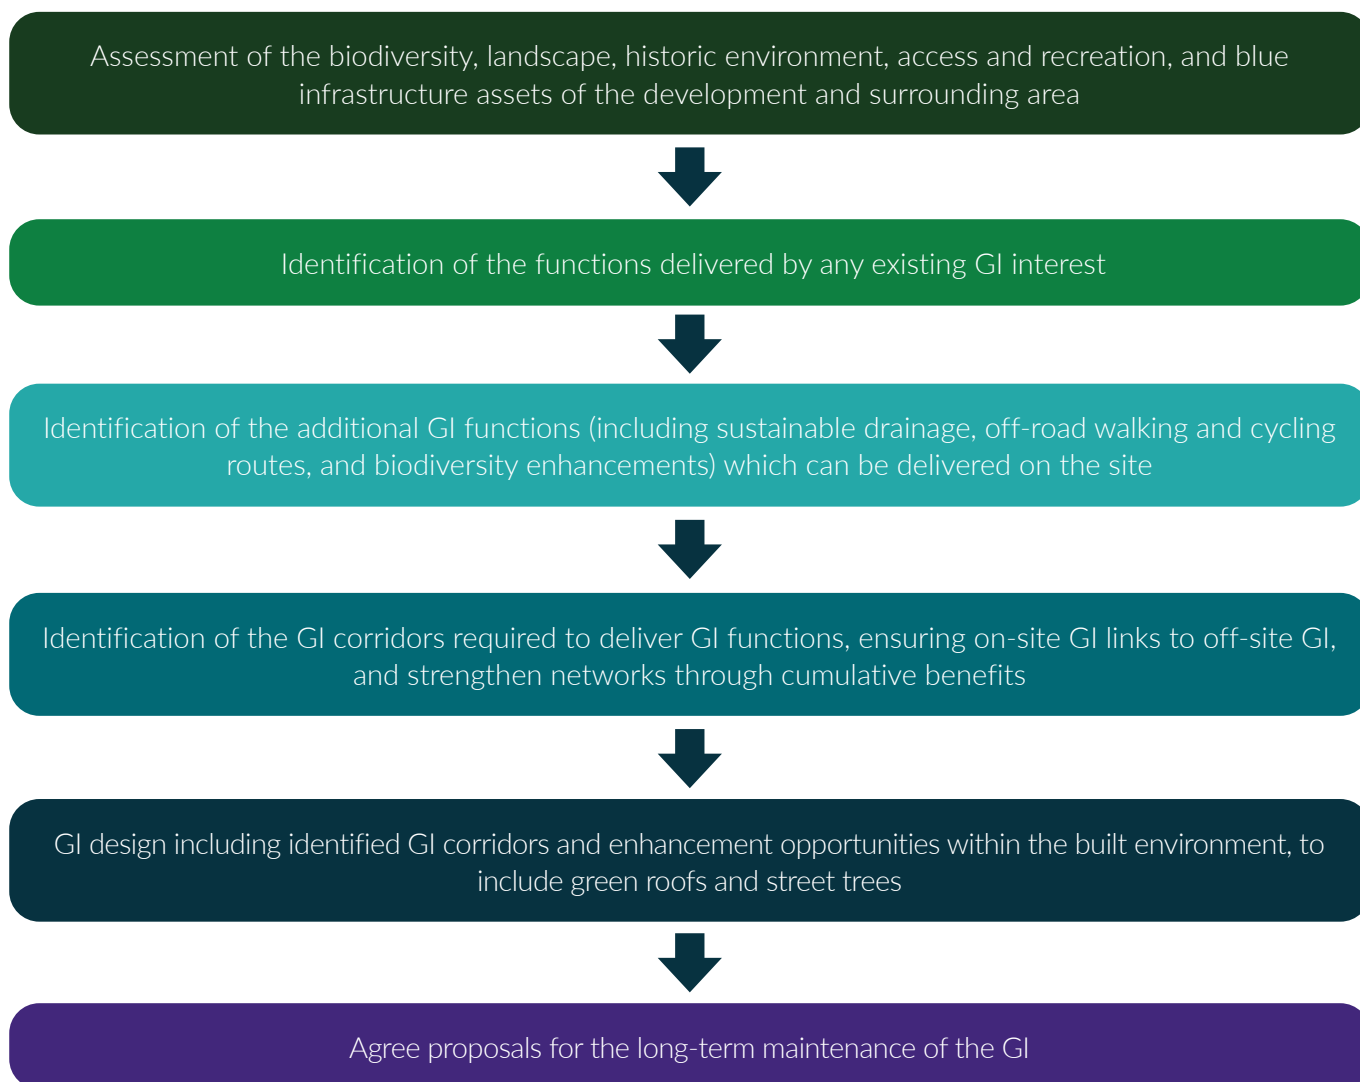 Assessment of the biodiversity, landscape, historic environment, access and recreation, and blue
infrastructure assets of the development and surrounding area
Identification of the functions delivered by any existing GI interest
Identification of the additional GI functions (including sustainable drainage, off-road walking and cycling
routes, and biodiversity enhancements) which can be delivered on the site
Identification of the GI corridors required to deliver GI functions, ensuring on-site GI links to off-site GI,
and strengthen networks through cumulative benefits
GI design including identified GI corridors and enhancement opportunities within the built environment, to
include green roofs and street trees
Agree proposals for the long-term maintenance of the GI